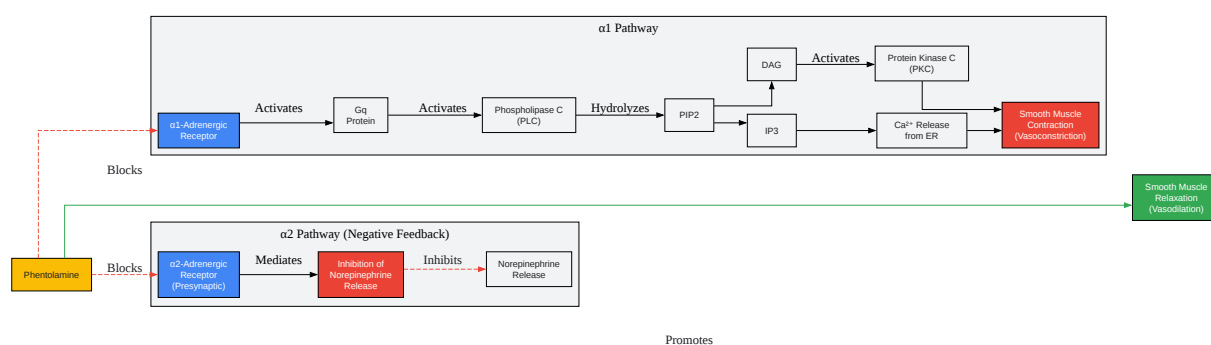 α1 Pathway
DAG
Activates
Protein Kinase C
(PKC)
Activates
Gq
Protein
Activates
Phospholipase C
(PLC)
Hydrolyzes
PIP2
α1-Adrenergic
Receptor
IP3
Ca²⁺ Release
from ER
Smooth Muscle
Contraction
(Vasoconstriction)
Blocks
Smooth Muscle
Relaxation
(Vasodilation)
α2 Pathway (Negative Feedback)
Phentolamine
Blocks
α2-Adrenergic
Receptor
(Presynaptic)
Mediates
Inhibition of
Norepinephrine
Release
Inhibits
Norepinephrine
Release
Promotes